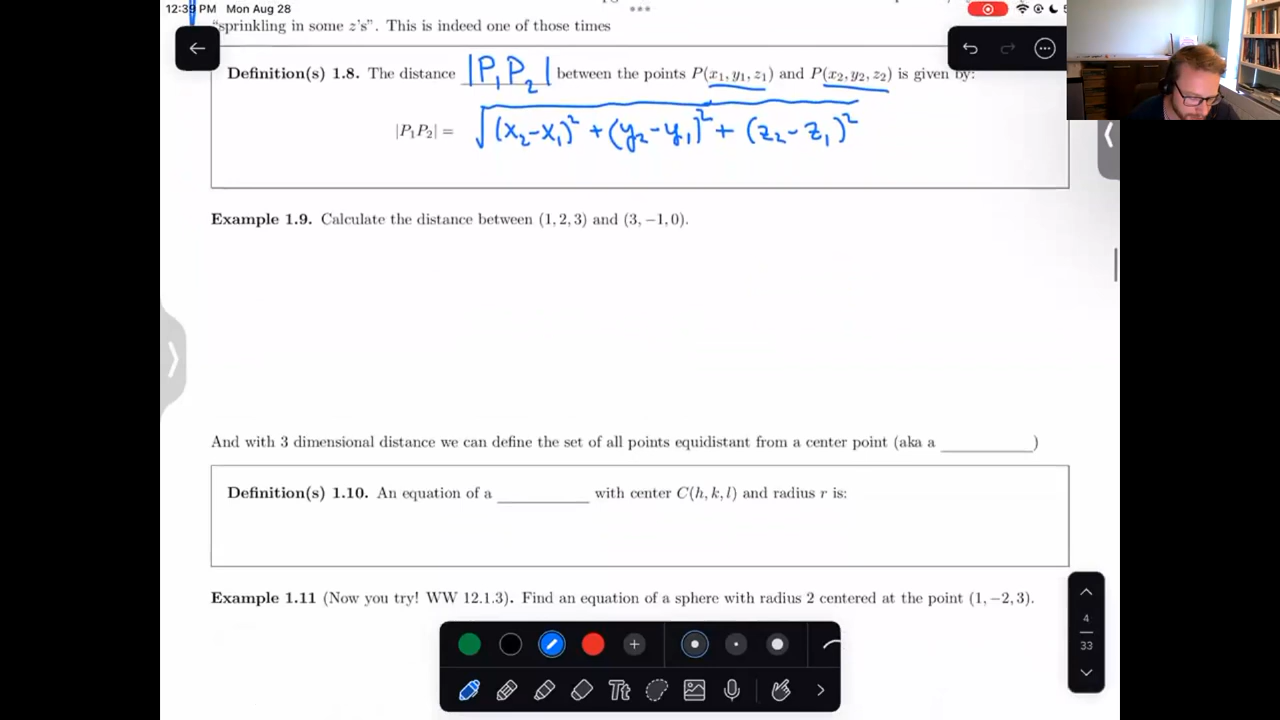 12:39 PM Mon Aug 28
“sprinkling in some z’s”. This is indeed one of those times
Definition(s) 1.8. The distance |P₁P₂| between the points P(x₁, y₁, z₁) and P(x₂, y₂, z₂) is given by:
|P₁P₂| = √(x₂-x₁)² + (y₂-y₁)² + (z₂-z₁)²
Example 1.9. Calculate the distance between (1, 2, 3) and (3, −1, 0).
And with 3 dimensional distance we can define the set of all points equidistant from a center point (aka a ________)
Definition(s) 1.10. An equation of a ________ with center C(h, k, l) and radius r is:
Example 1.11 (Now you try! WW 12.1.3). Find an equation of a sphere with radius 2 centered at the point (1, −2, 3).
4
33
Tt